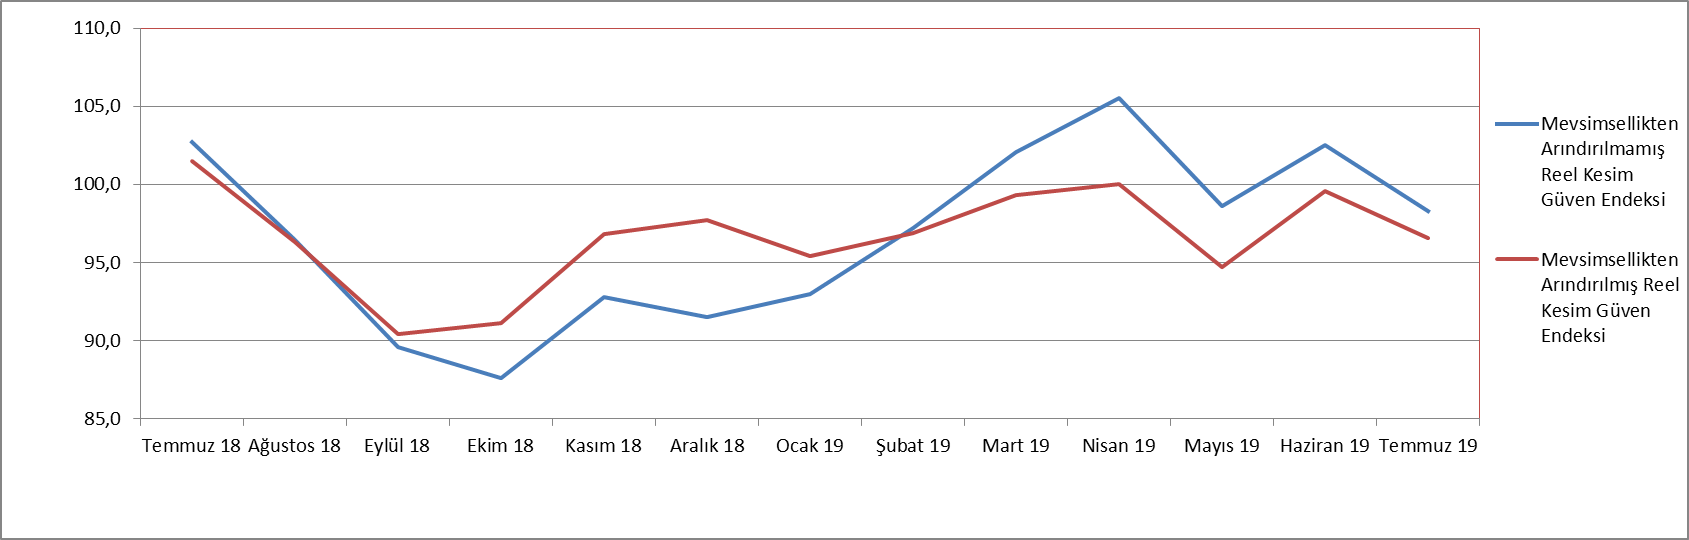 110,0
105,0
100,0
95,0
90,0
85,0
Temmuz 18 Ağustos 18 Eylül 18 Ekim 18 Kasım 18 Aralık 18 Ocak 19 Şubat 19 Mart 19 Nisan 19 Mayıs 19 Haziran 19 Temmuz 19
Mevsimsellikten
Arındırılmamış
Reel Kesim
Güven Endeksi
Mevsimsellikten
Arındırılmış Reel
Kesim Güven
Endeksi